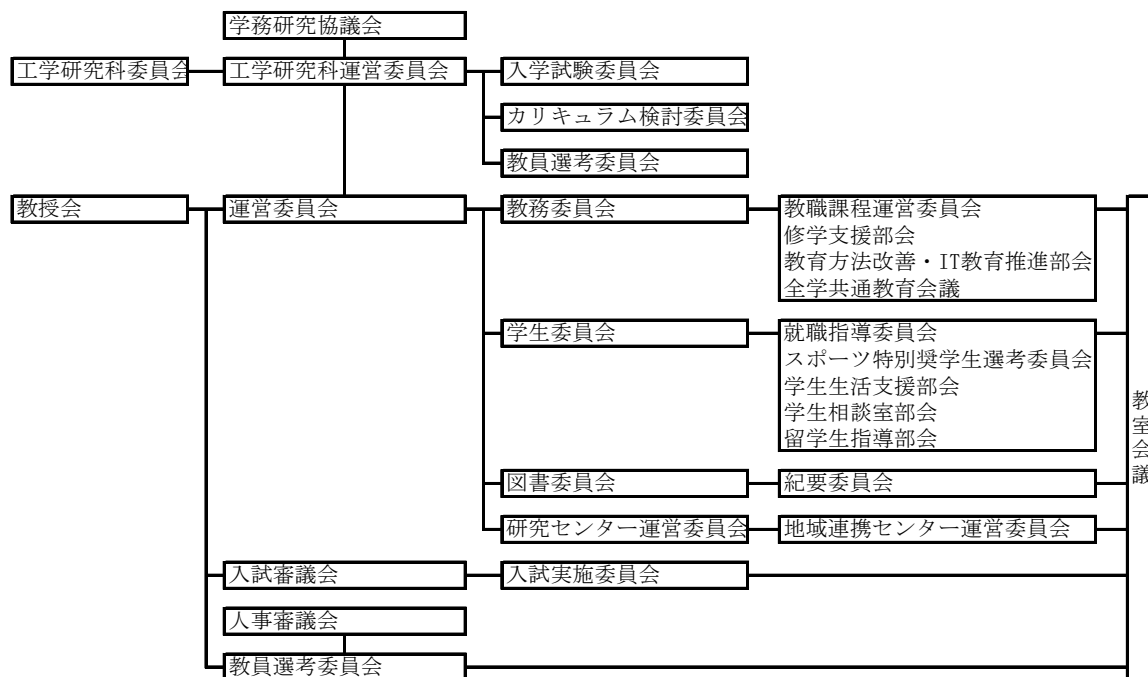 学務研究協議会
工学研究科委員会
工学研究科運営委員会
入学試験委員会
カリキュラム検討委員会
教員選考委員会
教授会
運営委員会
教務委員会
教職課程運営委員会
修学支援部会
教育方法改善・IT教育推進部会
全学共通教育会議
学生委員会
就職指導委員会
スポーツ特別奨学生選考委員会
学生生活支援部会
学生相談室部会
留学生指導部会
教室会議
図書委員会
紀要委員会
研究センター運営委員会
地域連携センター運営委員会
入試審議会
入試実施委員会
人事審議会
教員選考委員会